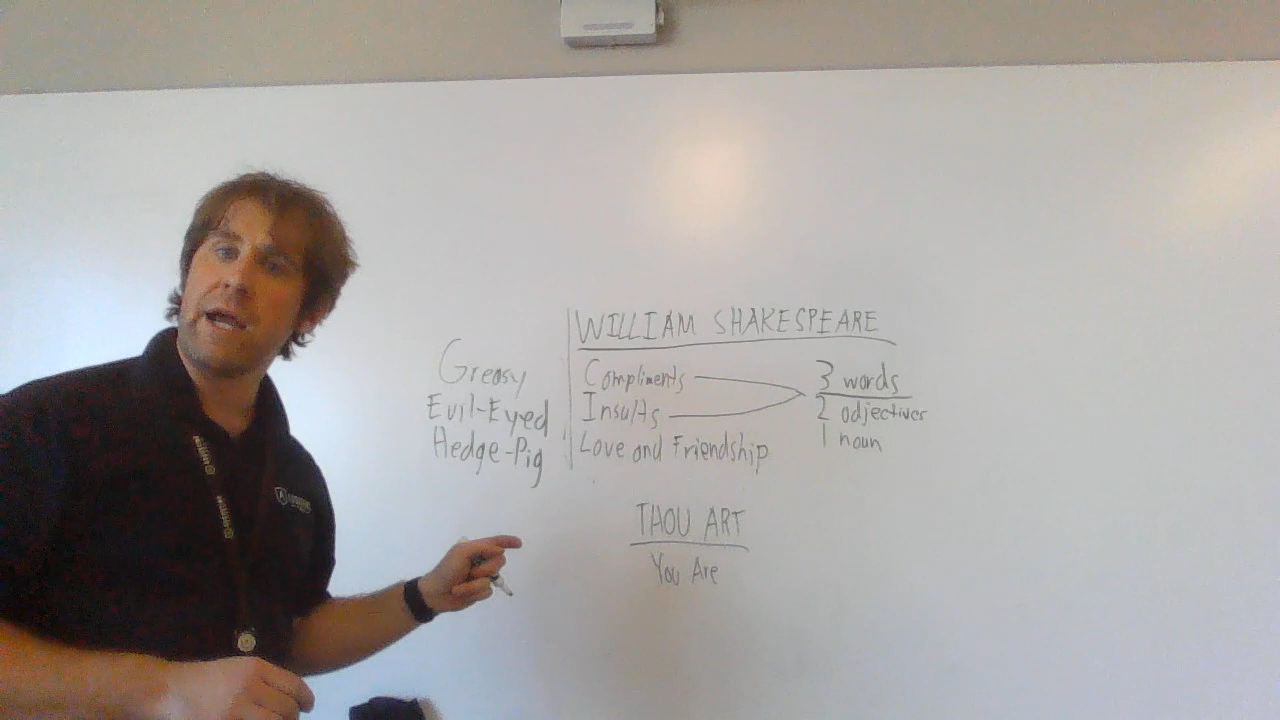 WILLIAM SHAKESPEARE
Greasy
Evil-Eyed
Hedge-Pig
Compliments
Insults
Love and Friendship
3 words
2 adjectives
1 noun
THOU ART
You Are